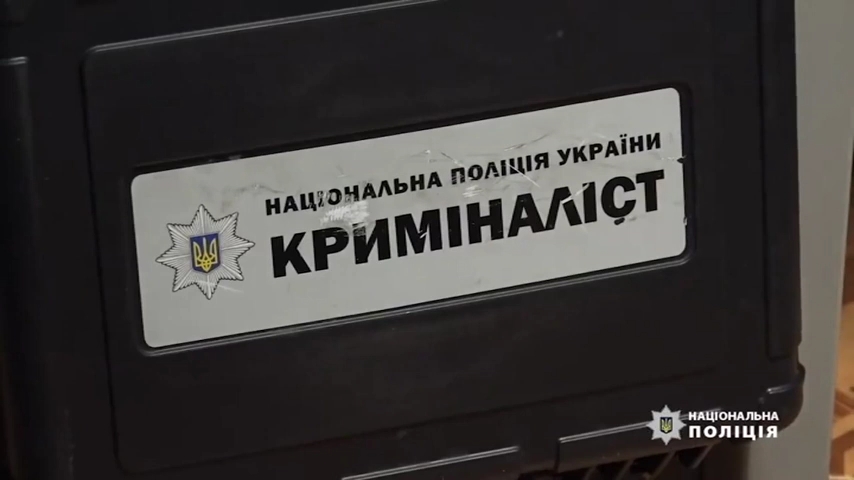 НАЦІОНАЛЬНА ПОЛІЦІЯ УКРАЇНИ
КРИМІНАЛІСТ
НАЦІОНАЛЬНА
ПОЛІЦІЯ